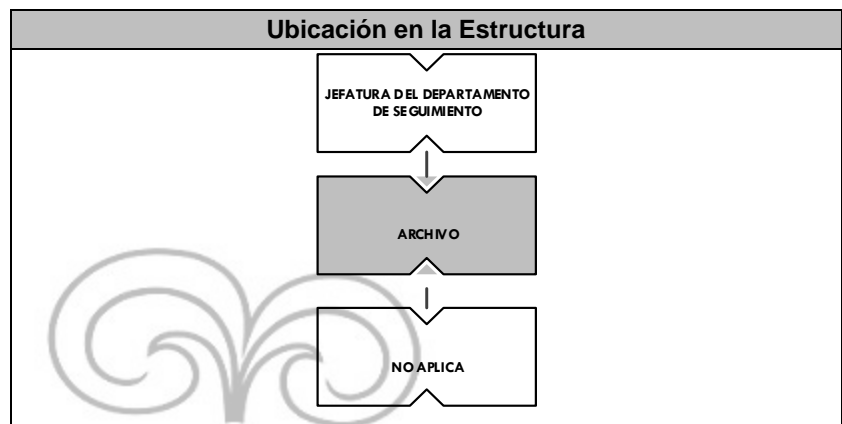 Ubicación en la Estructura
JEFATURA DEL DEPARTAMENTO
DE SEGUIMIENTO
ARCHIVO
NO APLICA